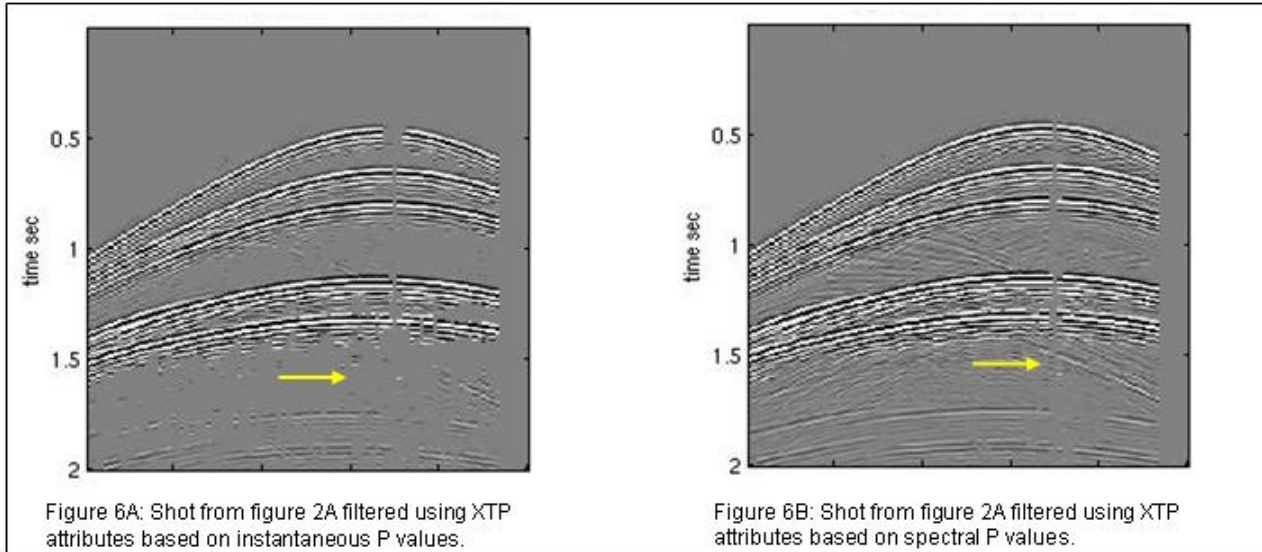 0.5
1
1.5
2
time sec
Figure 6A: Shot from figure 2A filtered using XTP
attributes based on instantaneous P values.
0.5
1
1.5
2
time sec
Figure 6B: Shot from figure 2A filtered using XTP
attributes based on spectral P values.